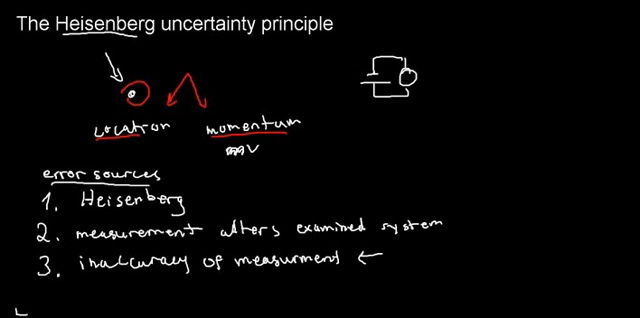 The Heisenberg uncertainty principle
Location momentum
mv
error sources
1. Heisenberg
2. measurement alters examined system
3. inaccuracy of measurment